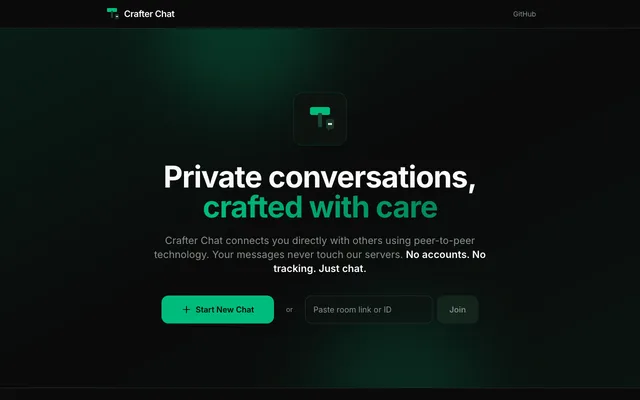 Crafter Chat
GitHub
Private conversations,
crafted with care
Crafter Chat connects you directly with others using peer-to-peer
technology. Your messages never touch our servers. No accounts. No
tracking. Just chat.
+ Start New Chat
or
Paste room link or ID
Join